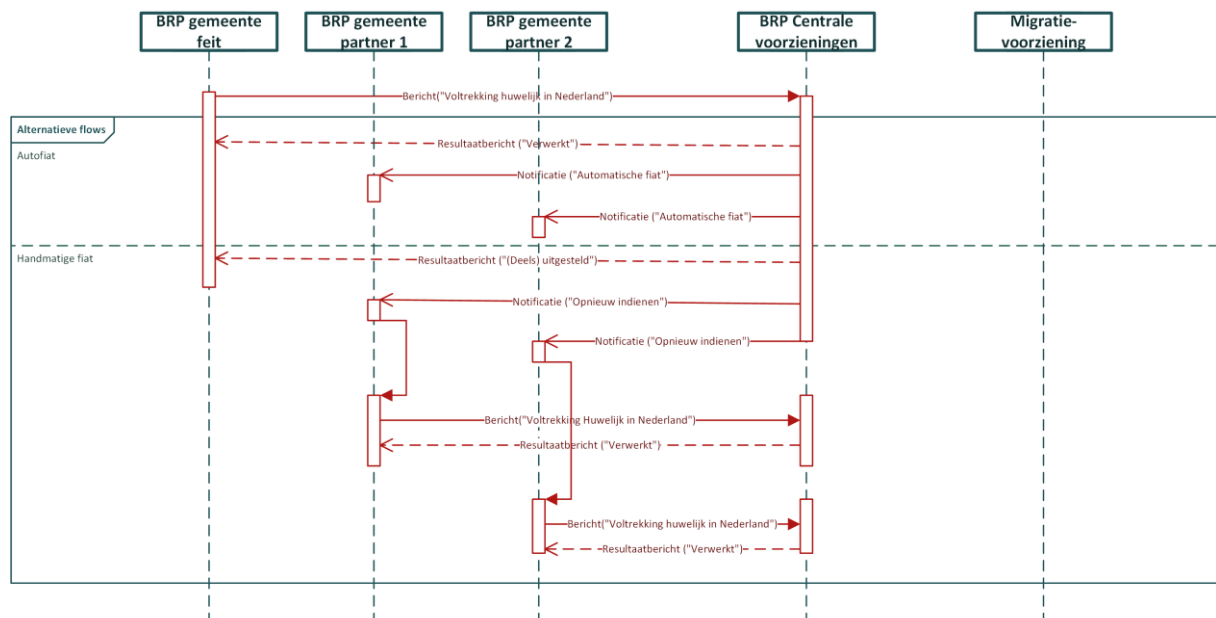 BRP gemeente
feit
BRP gemeente
partner 1
BRP gemeente
partner 2
BRP Centrale
voorzieningen
Migratie-
voorziening
Bericht("Voltrekking huwelijk in Nederland")
Alternatieve flows
Resultaatbericht ("Verwerkt")
Autofiat
Notificatie ("Automatische fiat")
Notificatie ("Automatische fiat")
Handmatige fiat
Resultaatbericht ("(Deels) uitgesteld")
Notificatie ("Opnieuw indienen")
Notificatie ("Opnieuw indienen")
Bericht("Voltrekking Huwelijk in Nederland")
Resultaatbericht ("Verwerkt")
Bericht("Voltrekking huwelijk in Nederland")
Resultaatbericht ("Verwerkt")